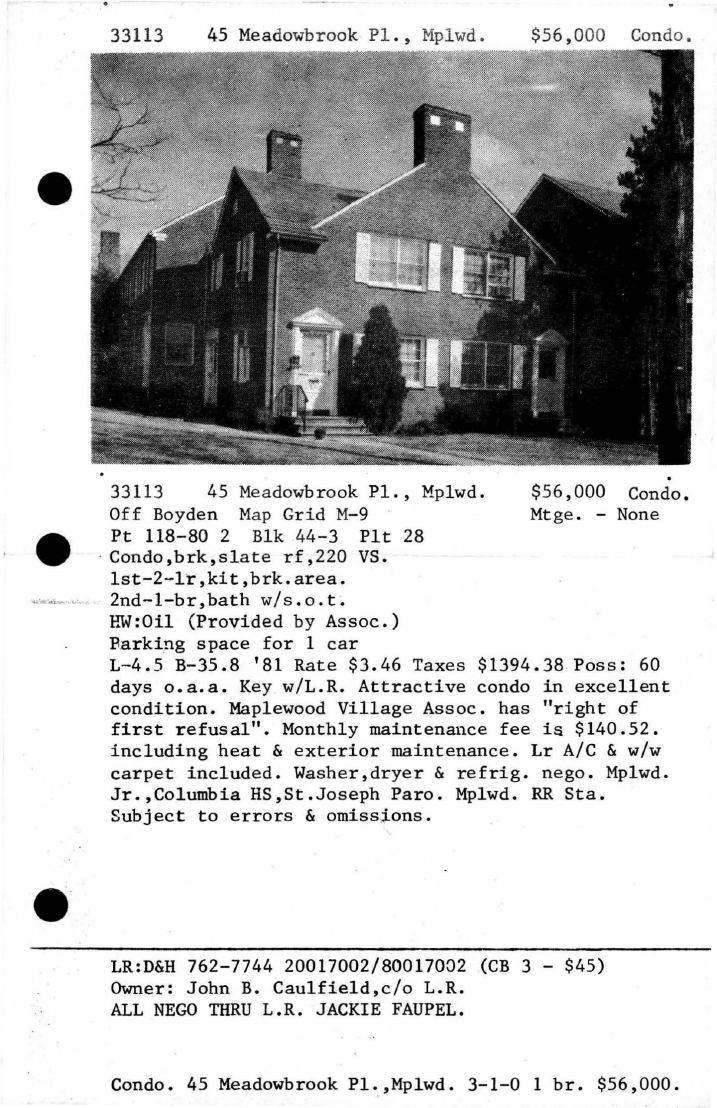 33113 45 Meadowbrook Pl., Mplwd. $56,000 Condo.
33113 45 Meadowbrook Pl., Mplwd. $56,000 Condo.
Off Boyden Map Grid M-9 Mtge. - None
Pt 118-80 2 Blk 44-3 Plt 28
Condo,brk,slate rf,220 VS.
1st-2-lr,kit,brk.area.
2nd-1-br,bath w/s.o.t.
HW:Oil (Provided by Assoc.)
Parking space for 1 car
L-4.5 B-35.8 '81 Rate $3.46 Taxes $1394.38 Poss: 60
days o.a.a. Key w/L.R. Attractive condo in excellent
condition. Maplewood Village Assoc. has "right of
first refusal". Monthly maintenance fee is $140.52.
including heat & exterior maintenance. Lr A/C & w/w
carpet included. Washer,dryer & refrig. nego. Mplwd.
Jr.,Columbia HS,St.Joseph Paro. Mplwd. RR Sta.
Subject to errors & omissions.
LR:D&H 762-7744 20017002/80017002 (CB 3 - $45)
Owner: John B. Caulfield,c/o L.R.
ALL NEGO THRU L.R. JACKIE FAUPEL.
Condo. 45 Meadowbrook Pl.,Mplwd. 3-1-0 1 br. $56,000.